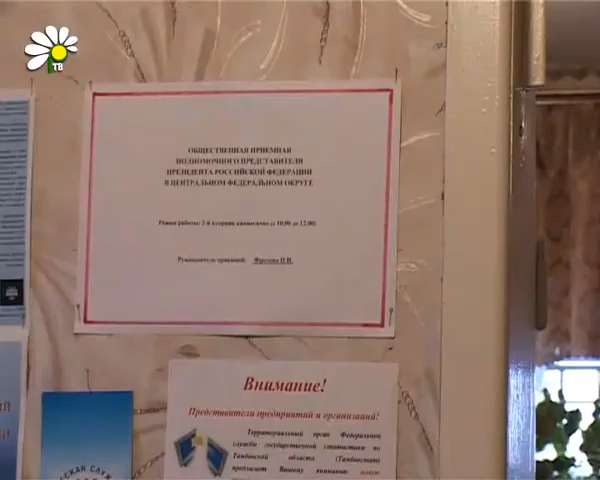 ТВ
ОБЩЕСТВЕННАЯ ПРИЕМНАЯ
ПОЛНОМОЧНОГО ПРЕДСТАВИТЕЛЯ
ПРЕЗИДЕНТА РОССИЙСКОЙ ФЕДЕРАЦИИ
В ЦЕНТРАЛЬНОМ ФЕДЕРАЛЬНОМ ОКРУГЕ
Режим работы: 2-й вторник ежемесячно (с 10.00 до 12.00)
Руководитель приемной:
Внимание!
Представители предприятий и организаций!
Территориальный орган Федеральной
службы государственной статистики по
Тамбовской области (Тамбовстат)
предлагает Вашему вниманию новое